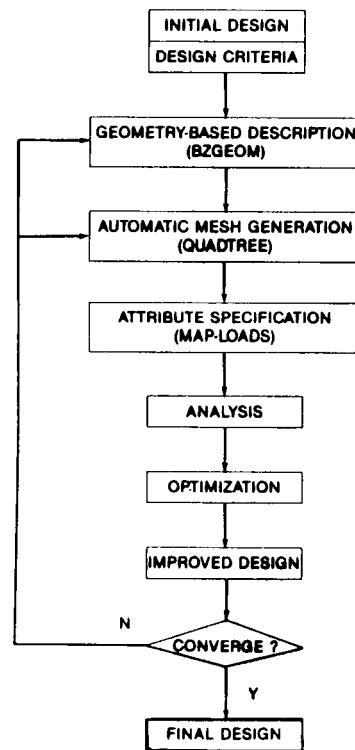 INITIAL DESIGN
DESIGN CRITERIA
GEOMETRY-BASED DESCRIPTION
(BZGEOM)
AUTOMATIC MESH GENERATION
(QUADTREE)
ATTRIBUTE SPECIFICATION
(MAP-LOADS)
ANALYSIS
OPTIMIZATION
IMPROVED DESIGN
N
CONVERGE ?
Y
FINAL DESIGN